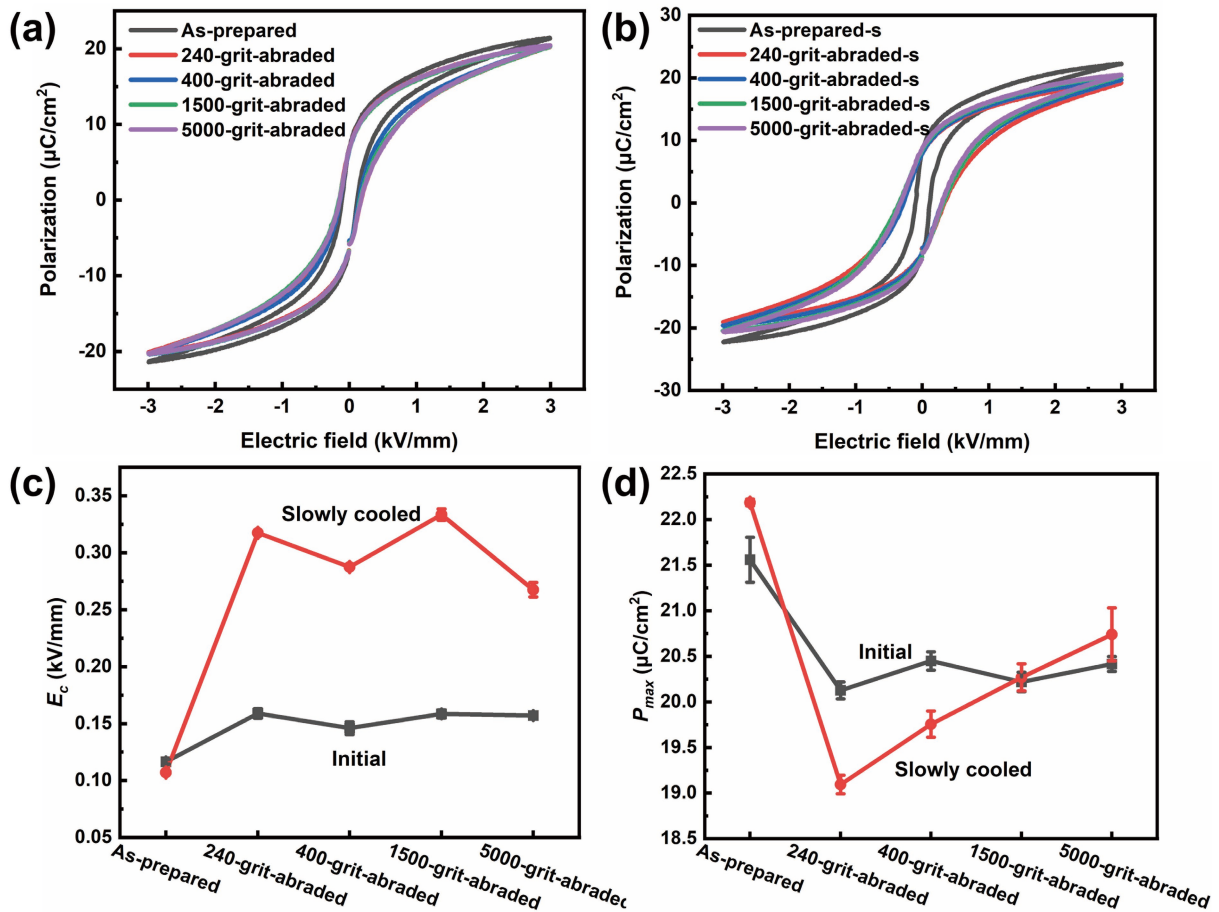 (a)
As-prepared
240-grit-abraded
400-grit-abraded
1500-grit-abraded
5000-grit-abraded
20
10
0
-10
-20
Polarization (µC/cm²)
-3
-2
-1
0
1
2
3
Electric field (kV/mm)
(b)
As-prepared-s
240-grit-abraded-s
400-grit-abraded-s
1500-grit-abraded-s
5000-grit-abraded-s
30
20
10
0
-10
-20
-30
Polarization (µC/cm²)
-3
-2
-1
0
1
2
3
Electric field (kV/mm)
(c)
0.35
0.30
0.25
0.20
0.15
0.10
0.05
E_c (kV/mm)
Slowly cooled
Initial
As-prepared
240-grit-abraded
400-grit-abraded
1500-grit-abraded
5000-grit-abraded
(d)
22.5
22.0
21.5
21.0
20.5
20.0
19.5
19.0
18.5
P_max (µC/cm²)
Initial
Slowly cooled
As-prepared
240-grit-abraded
400-grit-abraded
1500-grit-abraded
5000-grit-abraded